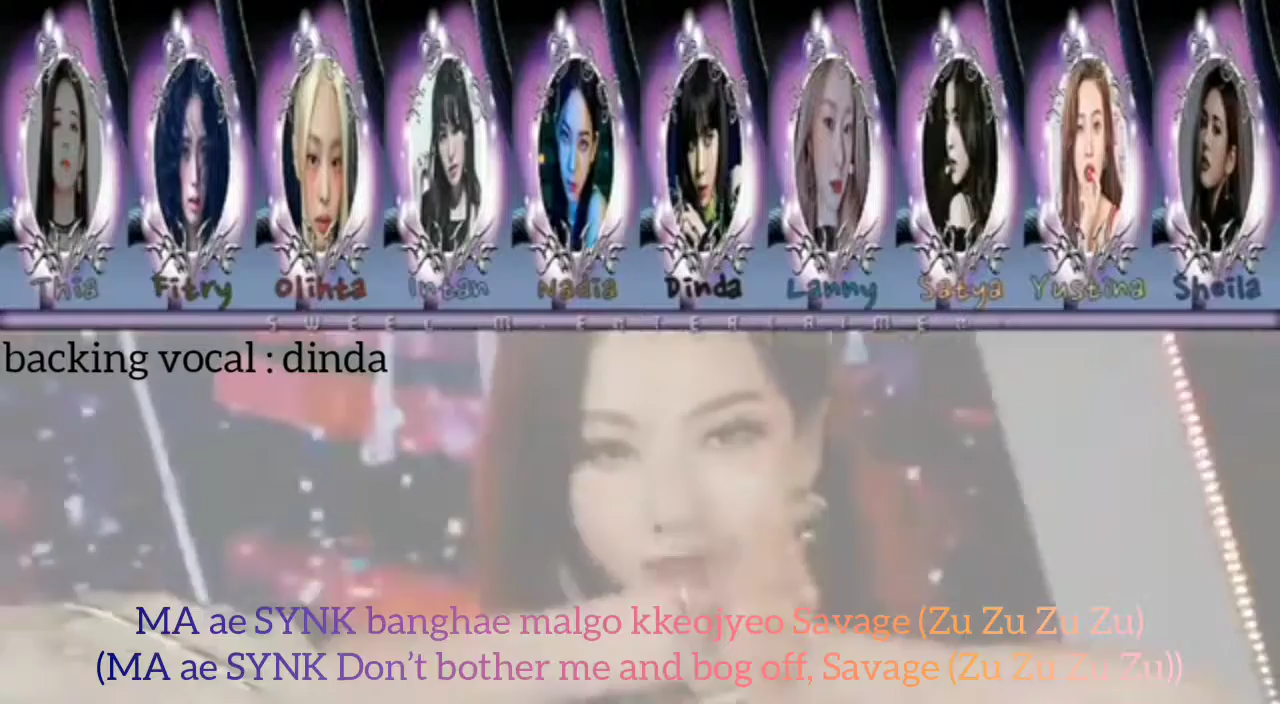 Thia Fitry Olihta Intan Nadia Dinda Lanny Satya Yustina Sheila
backing vocal : dinda
MA ae SYNK banghae malgo kkeojyeo Savage (Zu Zu Zu Zu)
(MA ae SYNK Don't bother me and bog off, Savage (Zu Zu Zu Zu))